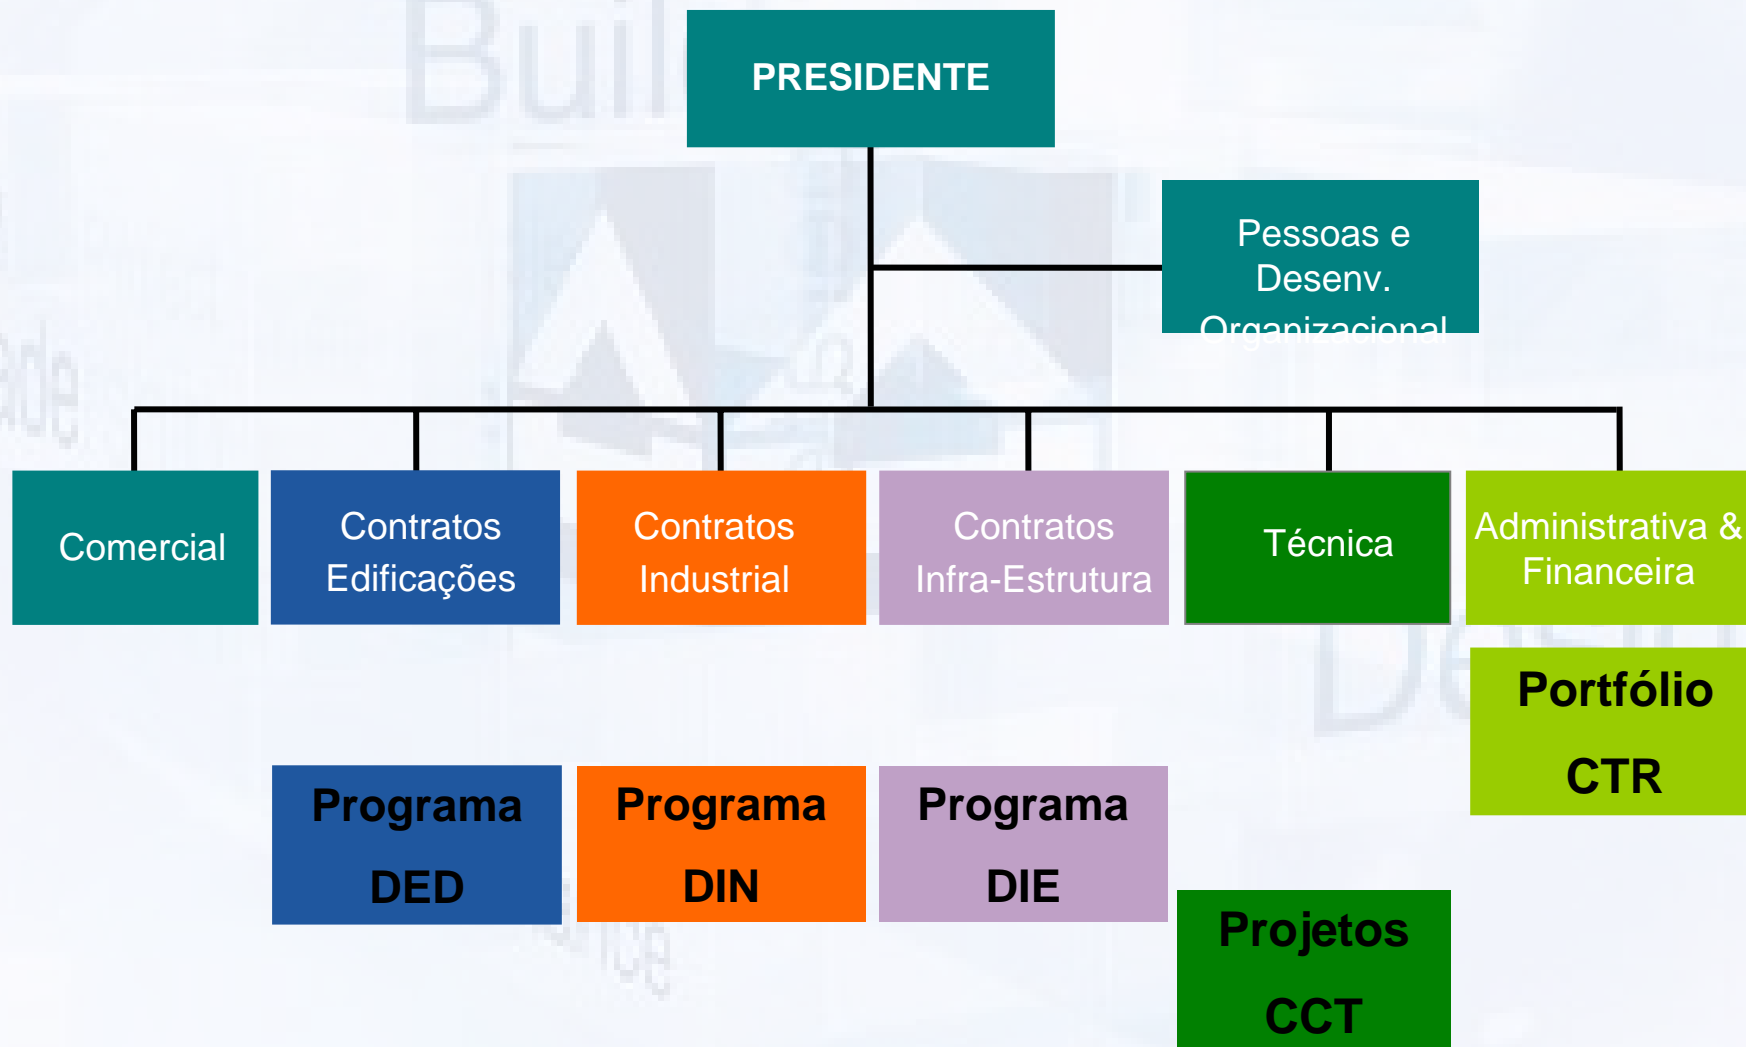 PRESIDENTE
Pessoas e
Desenv.
Organizacional
Comercial
Contratos
Edificações
Contratos
Industrial
Contratos
Infra-Estrutura
Técnica
Administrativa &
Financeira
Portfólio
CTR
Programa
DED
Programa
DIN
Programa
DIE
Projetos
CCT